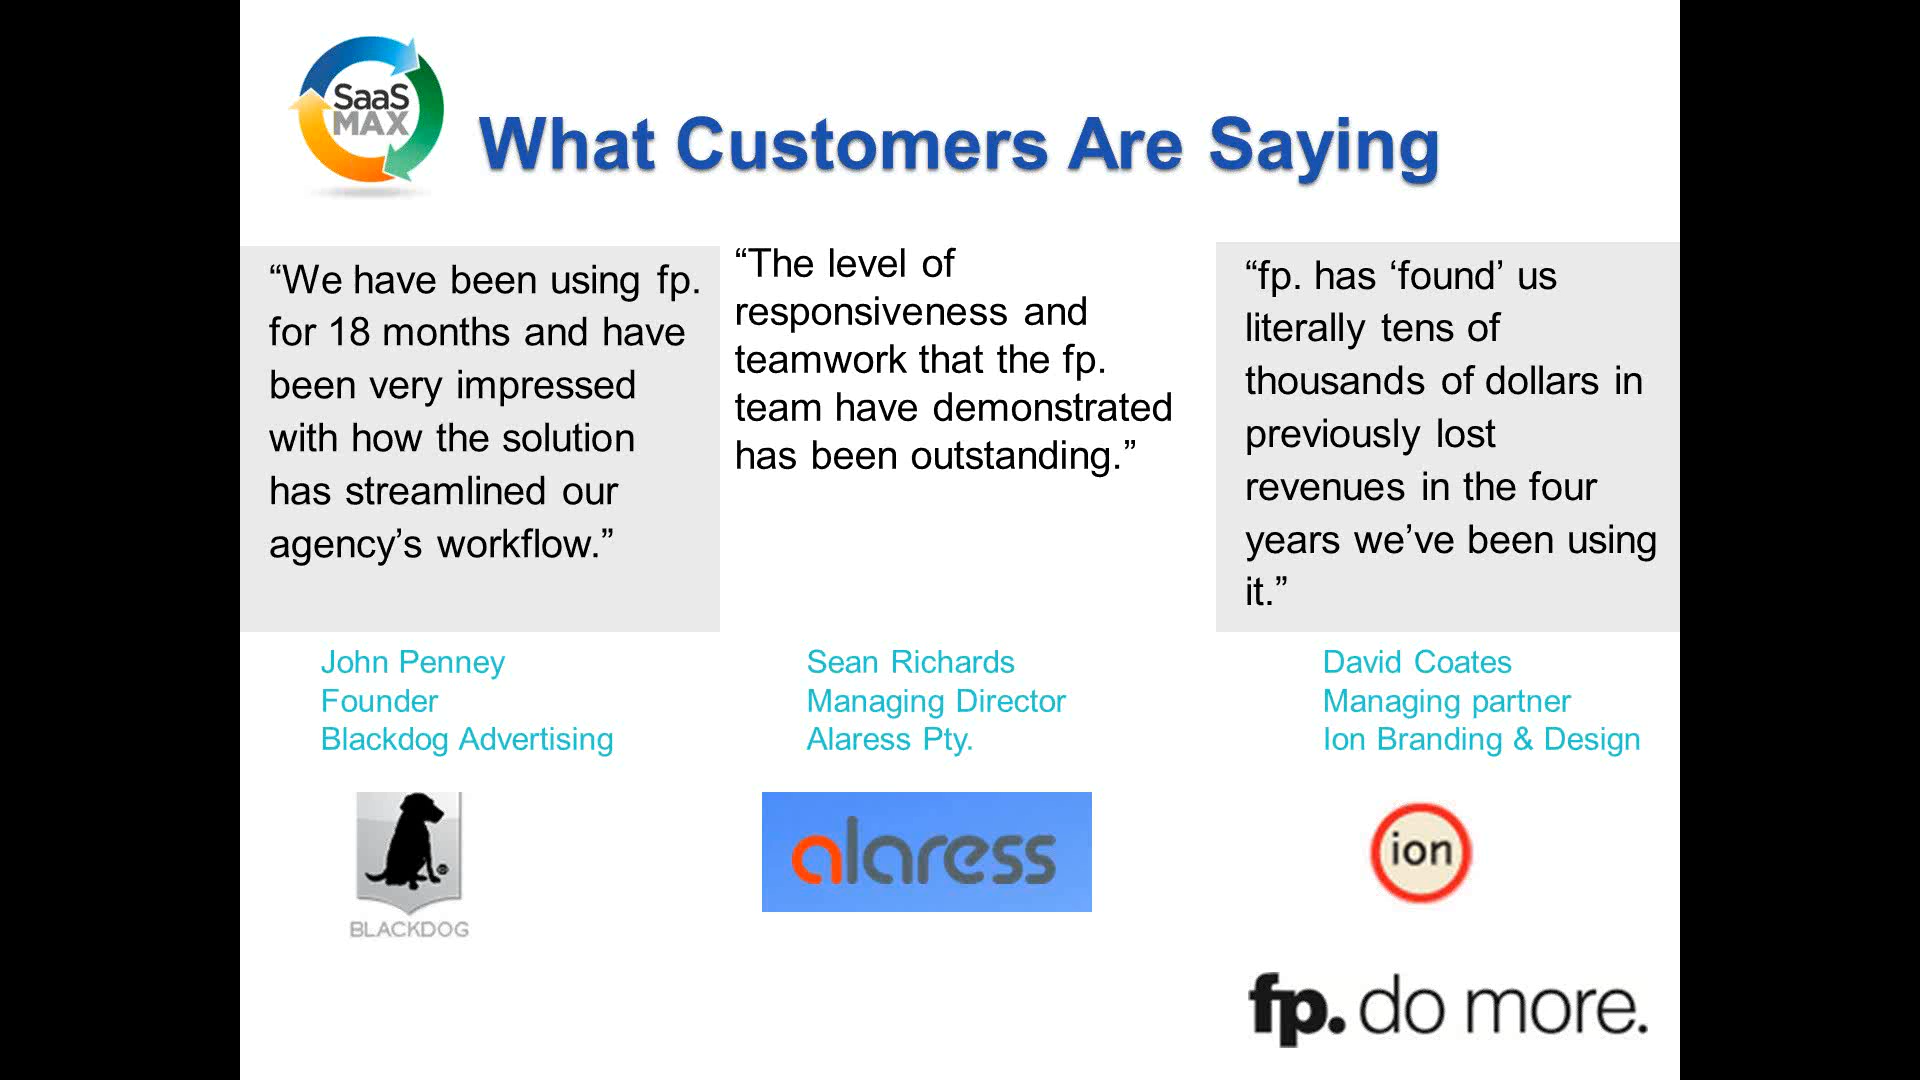 SaaS
MAX
What Customers Are Saying
“We have been using fp.
for 18 months and have
been very impressed
with how the solution
has streamlined our
agency’s workflow.”
“The level of
responsiveness and
teamwork that the fp.
team have demonstrated
has been outstanding.”
“fp. has ‘found’ us
literally tens of
thousands of dollars in
previously lost
revenues in the four
years we’ve been using
it.”
John Penney
Founder
Blackdog Advertising
Sean Richards
Managing Director
Alaress Pty.
David Coates
Managing partner
Ion Branding & Design
BLACKDOG
alaress
ion
fp. do more.